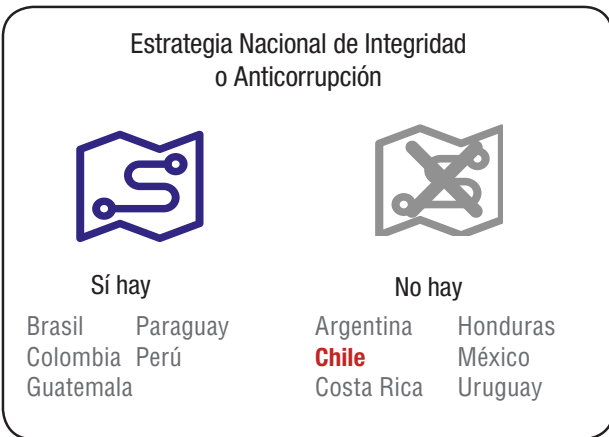 Estrategia Nacional de Integridad
o Anticorrupción
Sí hay
Brasil Paraguay
Colombia Perú
Guatemala
No hay
Argentina Honduras
Chile México
Costa Rica Uruguay